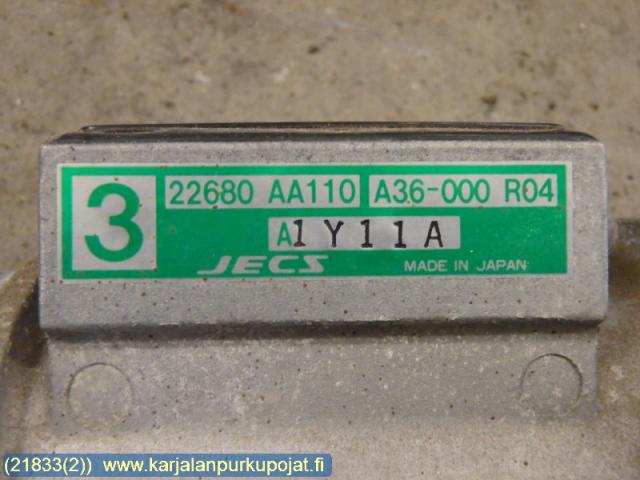 3
22680 AA110 A36-000 R04
A1Y11A
JECS MADE IN JAPAN
(21833(2)) www.karjalanpurkupojat.fi